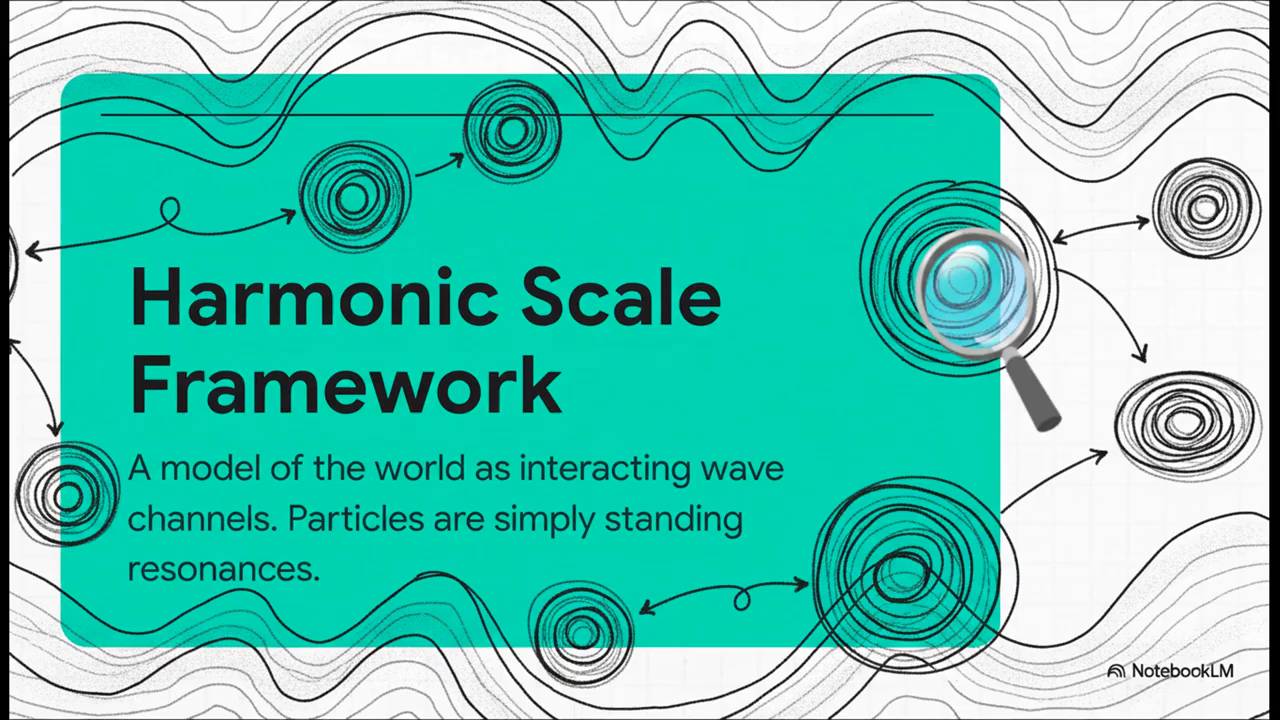 Harmonic Scale
Framework
A model of the world as interacting wave
channels. Particles are simply standing
resonances.
NotebookLM